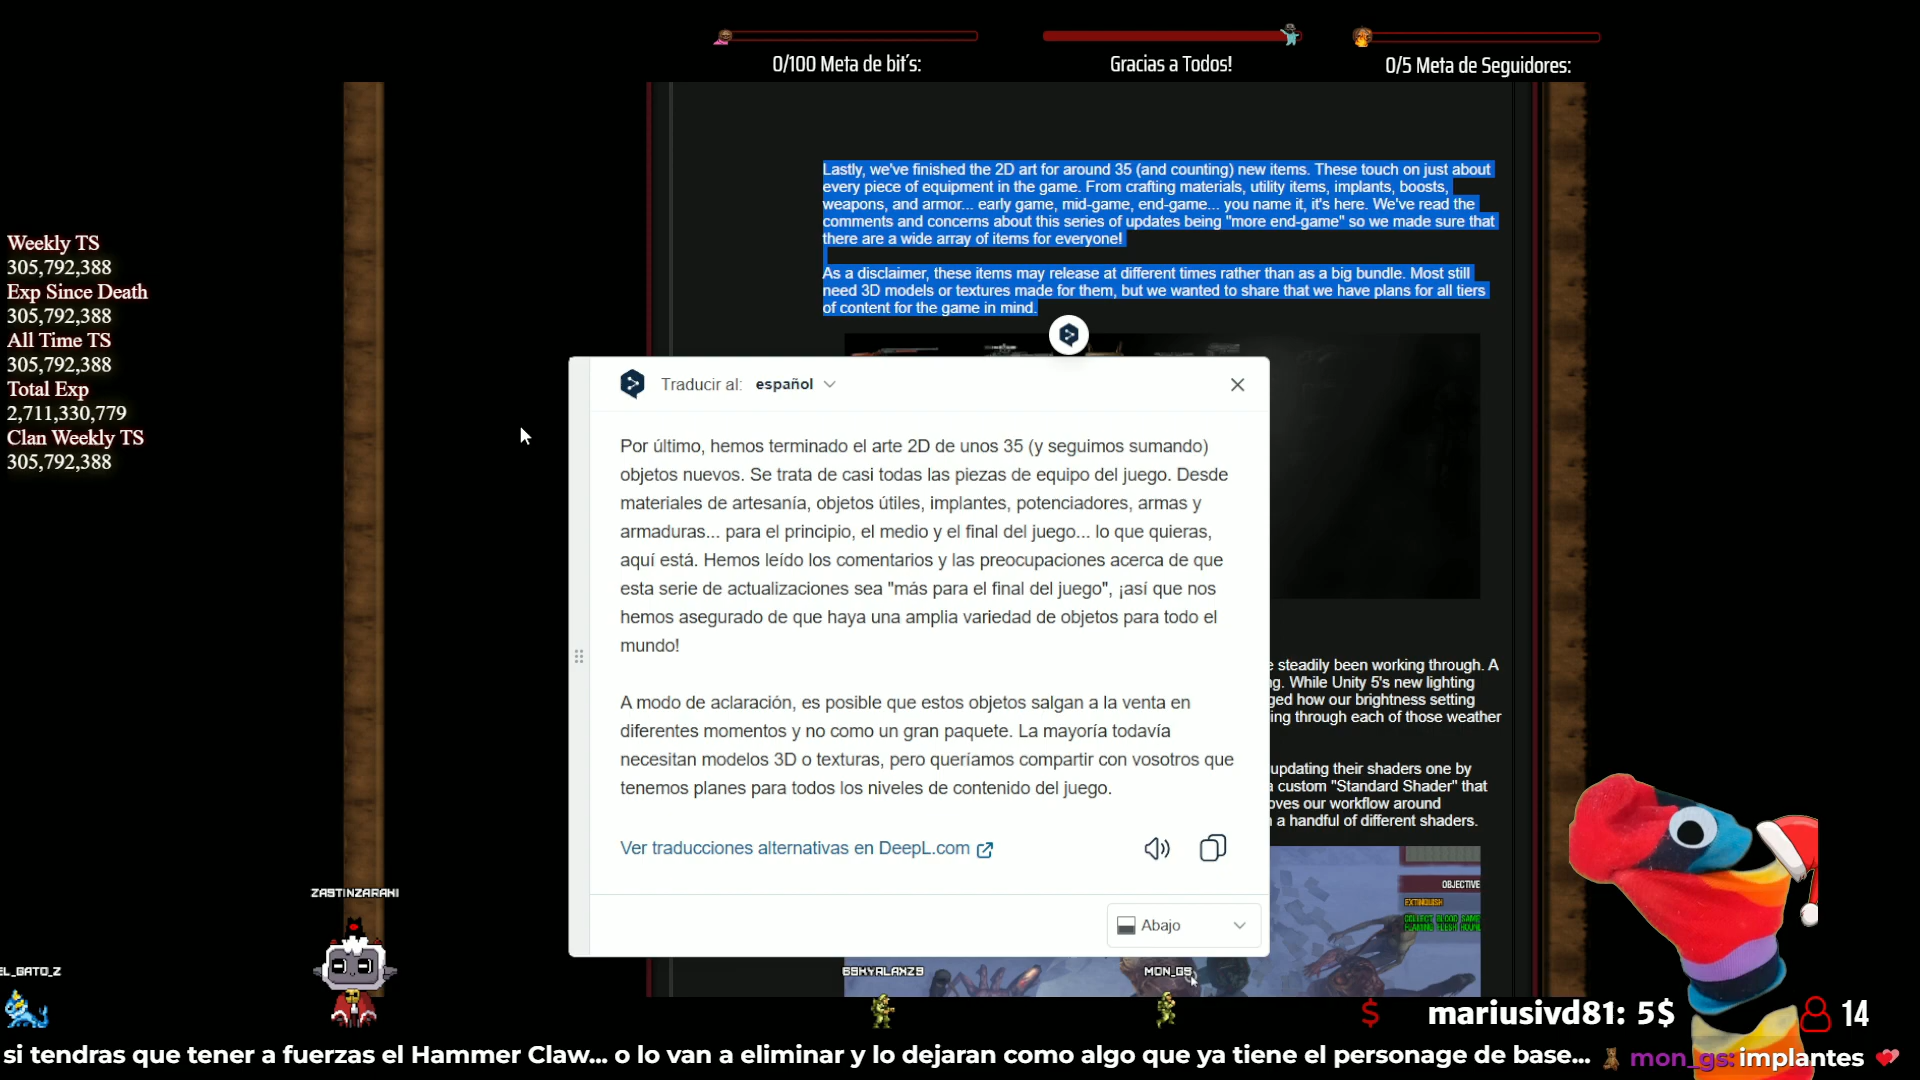 0/100 Meta de bit's:
Gracias a Todos!
0/5 Meta de Seguidores:
Weekly TS
305,792,388
Exp Since Death
305,792,388
All Time TS
305,792,388
Total Exp
2,711,330,779
Clan Weekly TS
305,792,388
Lastly, we've finished the 2D art for around 35 (and counting) new items. These touch on just about
every piece of equipment in the game. From crafting materials, utility items, implants, boosts,
weapons, and armor... early game, mid-game, end-game... you name it, it's here. We've read the
comments and concerns about this series of updates being "more end-game" so we made sure that
there are a wide array of items for everyone!
As a disclaimer, these items may release at different times rather than as a big bundle. Most still
need 3D models or textures made for them, but we wanted to share that we have plans for all tiers
of content for the game in mind.
Traducir al: español
Por último, hemos terminado el arte 2D de unos 35 (y seguimos sumando)
objetos nuevos. Se trata de casi todas las piezas de equipo del juego. Desde
materiales de artesanía, objetos útiles, implantes, potenciadores, armas y
armaduras... para el principio, el medio y el final del juego... lo que quieras,
aquí está. Hemos leído los comentarios y las preocupaciones acerca de que
esta serie de actualizaciones sea "más para el final del juego", ¡así que nos
hemos asegurado de que haya una amplia variedad de objetos para todo el
mundo!
A modo de aclaración, es posible que estos objetos salgan a la venta en
diferentes momentos y no como un gran paquete. La mayoría todavía
necesitan modelos 3D o texturas, pero queríamos compartir con vosotros que
tenemos planes para todos los niveles de contenido del juego.
Ver traducciones alternativas en DeepL.com
Abajo
steadily been working through. A
While Unity 5's new lighting
how our brightness setting
through each of those weather
updating their shaders one by
custom "Standard Shader" that
our workflow around
a handful of different shaders.
OBJECTIVE
EXTINGUISH
ZASTINZARAKI
EL_GATO_Z
69KYRLAXZ9
MON_GS
$ mariusivd81: 5$
14
si tendras que tener a fuerzas el Hammer Claw... o lo van a eliminar y lo dejaran como algo que ya tiene el personage de base...
mon_gs: implantes